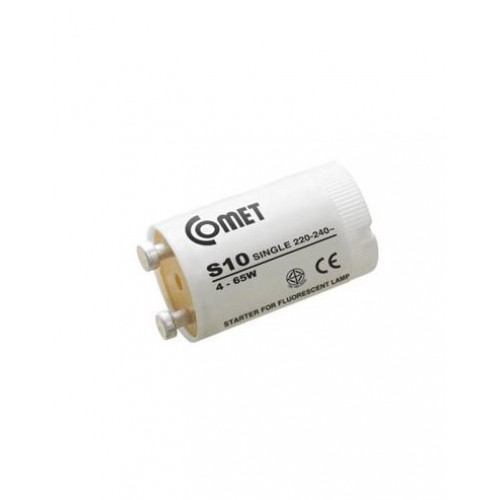 COMET
S10 SINGLE 220-240~
4 - 65W
CE
STARTER FOR FLUORESCENT LAMP